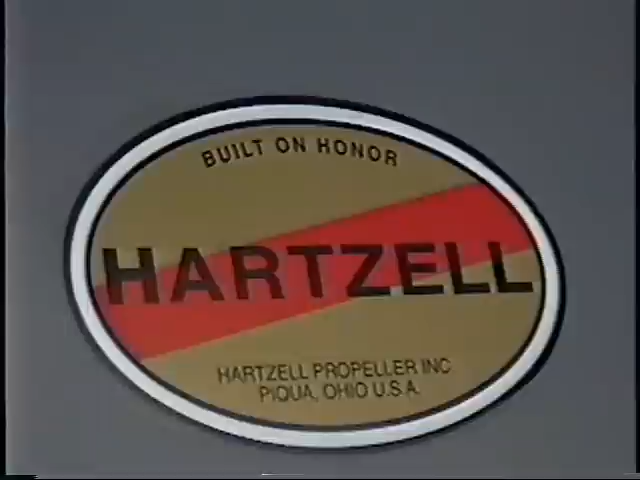 BUILT ON HONOR
HARTZELL
HARTZELL PROPELLER INC
PIQUA, OHIO U.S.A.